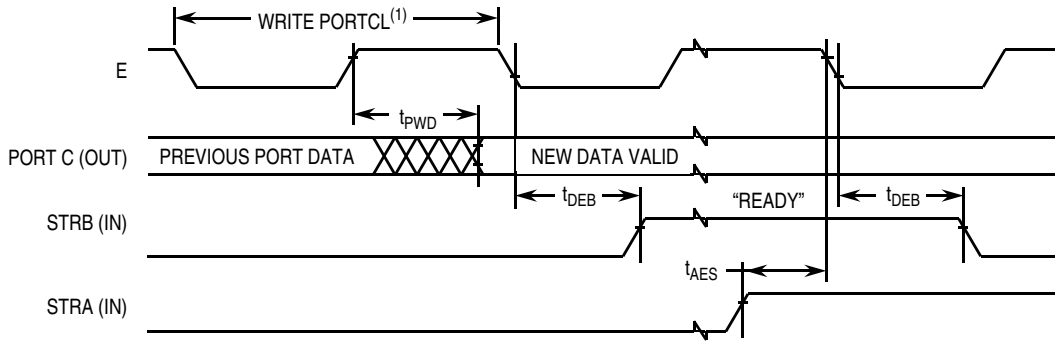 WRITE PORTCL(1)
E
tPWD
PORT C (OUT) PREVIOUS PORT DATA NEW DATA VALID
tDEB “READY” tDEB
STRB (IN)
tAES
STRA (IN)